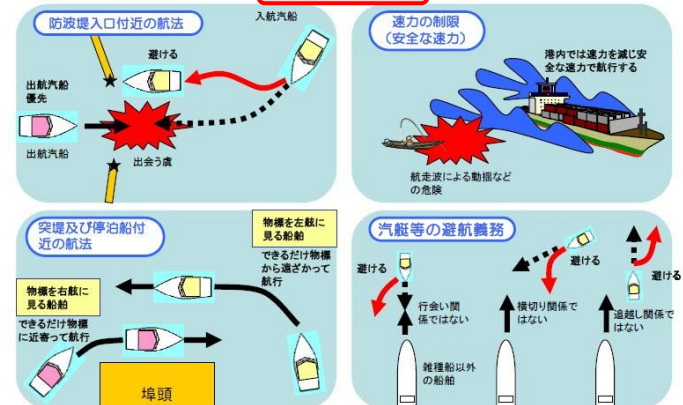 防波堤入口付近の航法
入航汽船
避ける
出航汽船
優先
出航汽船
出会う虞
速力の制限
（安全な速力）
港内では速力を減じ安
全な速力で航行する
航走波による動揺など
の危険
突堤及び停泊船付
近の航法
物標を左舷に
見る船舶
できるだけ物標
から遠ざかって
航行
物標を右舷に
見る船舶
できるだけ物標
に近寄って航行
埠頭
汽艇等の避航義務
避ける
行会い関
係ではない
避ける
横切り関係で
はない
避ける
追越し関係で
はない
雑種船以外
の船舶